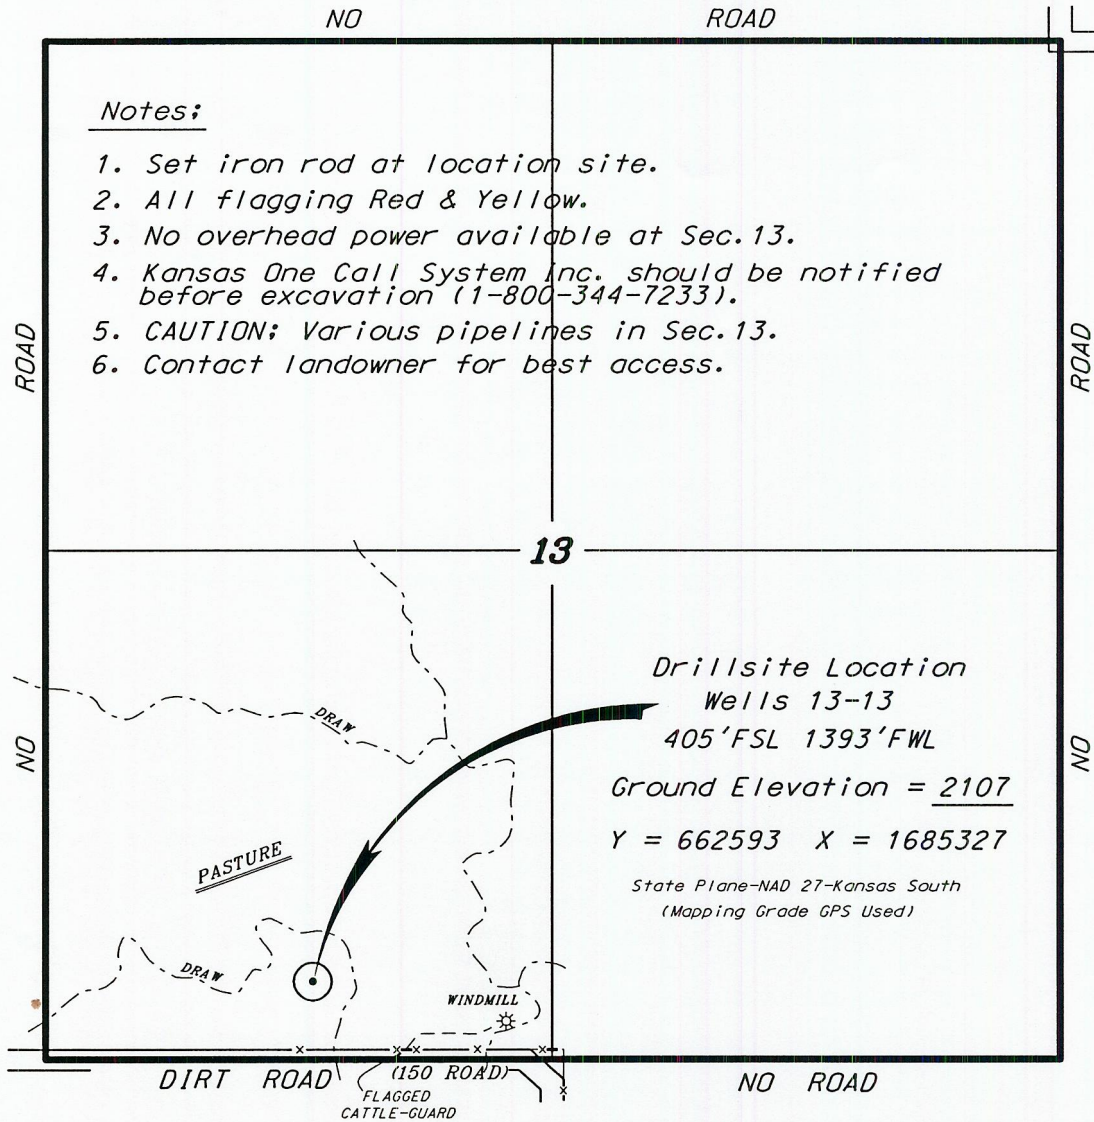 NO ROAD
Notes:
1. Set iron rod at location site.
2. All flagging Red & Yellow.
3. No overhead power available at Sec.13.
4. Kansas One Call System Inc. should be notified
before excavation (1-800-344-7233).
5. CAUTION: Various pipelines in Sec.13.
6. Contact landowner for best access.
NO ROAD
NO ROAD
13
Drillsite Location
Wells 13-13
405'FSL 1393'FWL
Ground Elevation = 2107
Y = 662593 X = 1685327
State Plane-NAD 27-Kansas South
(Mapping Grade GPS Used)
DRAW
PASTURE
DRAW
WINDMILL
DIRT ROAD (150 ROAD) NO ROAD
FLAGGED
CATTLE-GUARD